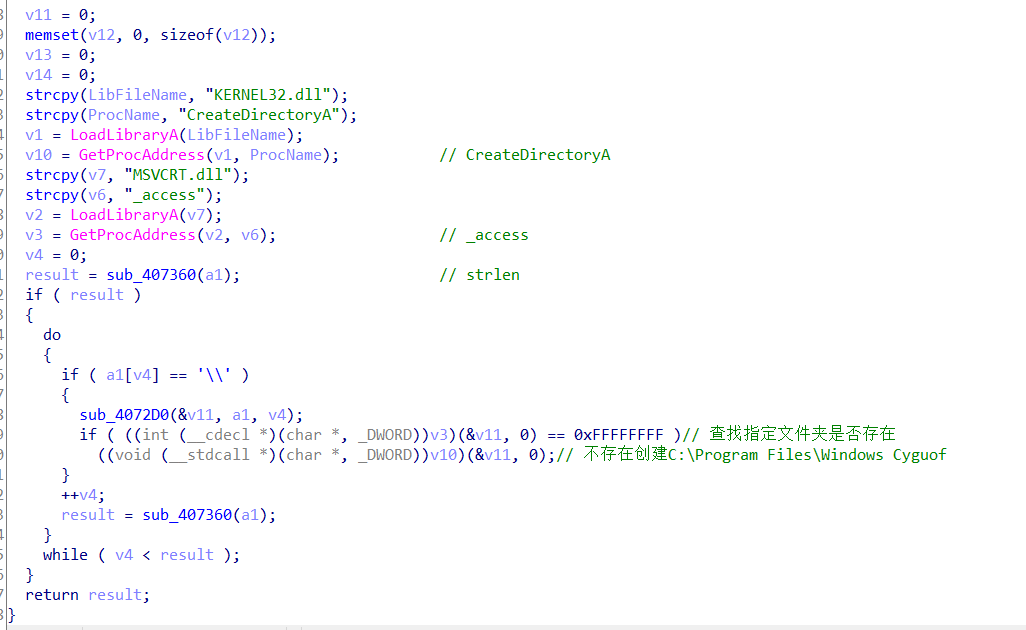 v11 = 0;
memset(v12, 0, sizeof(v12));
v13 = 0;
v14 = 0;
strcpy(LibFileName, "KERNEL32.dll");
strcpy(ProcName, "CreateDirectoryA");
v1 = LoadLibraryA(LibFileName);
v10 = GetProcAddress(v1, ProcName);           // CreateDirectoryA
strcpy(v7, "MSVCRT.dll");
strcpy(v6, "_access");
v2 = LoadLibraryA(v7);
v3 = GetProcAddress(v2, v6);                  // _access
v4 = 0;
result = sub_407360(a1);                      // strlen
if ( result )
{
  do
  {
    if ( a1[v4] == '\\' )
    {
      sub_4072D0(&v11, a1, v4);
      if ( ((int (__cdecl *)(char *, _DWORD))v3)(&v11, 0) == 0xFFFFFFFF )// 查找指定文件夹是否存在
        ((void (__stdcall *)(char *, _DWORD))v10)(&v11, 0);// 不存在创建C:\Program Files\Windows Cyguof
    }
    ++v4;
    result = sub_407360(a1);
  }
  while ( v4 < result );
}
return result;
}